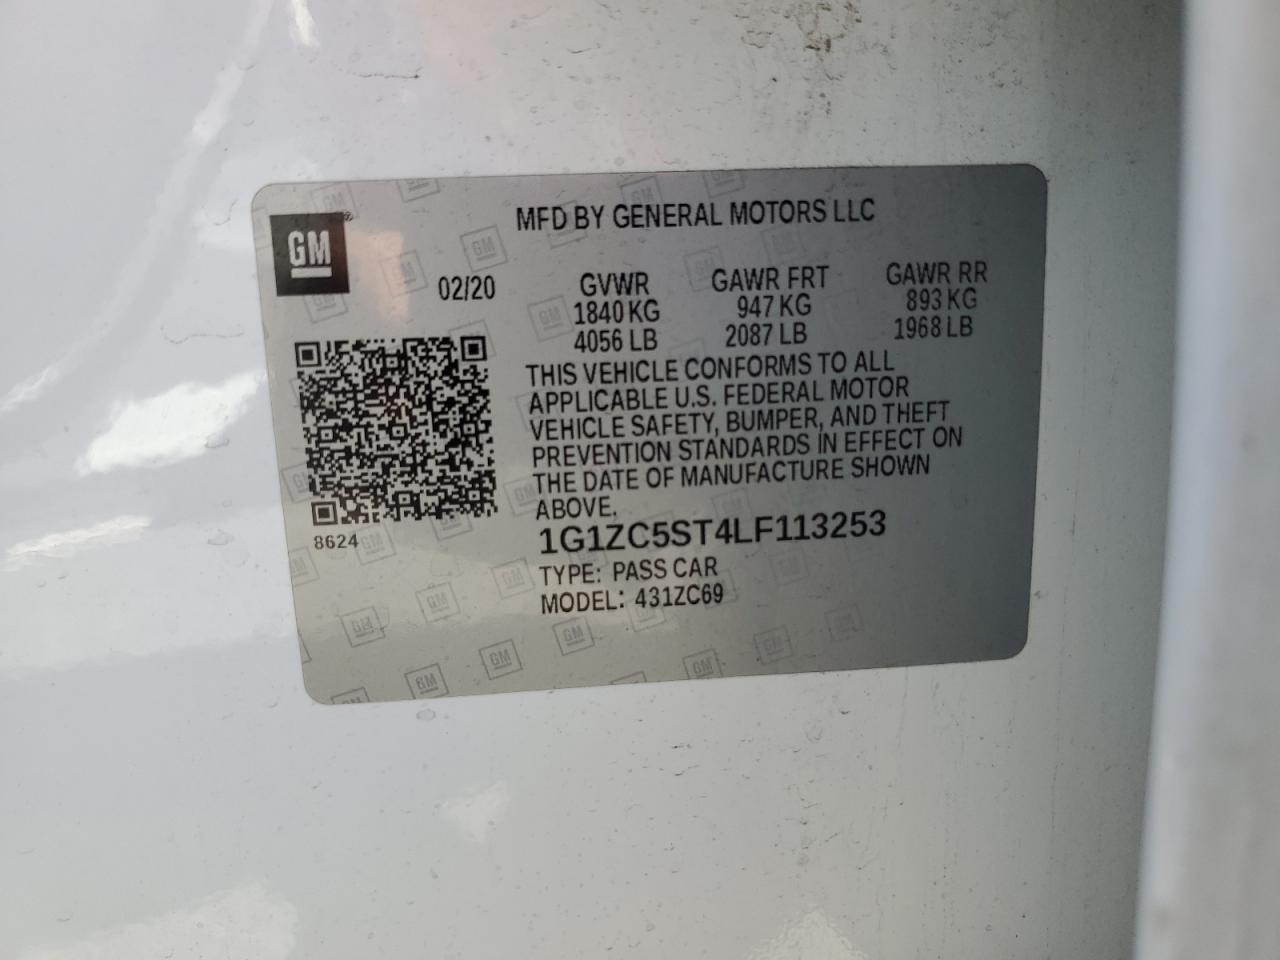 GM
MFD BY GENERAL MOTORS LLC
02/20
GVWR GAWR FRT GAWR RR
1840 KG 947 KG 893 KG
4056 LB 2087 LB 1968 LB
THIS VEHICLE CONFORMS TO ALL
APPLICABLE U.S. FEDERAL MOTOR
VEHICLE SAFETY, BUMPER, AND THEFT
PREVENTION STANDARDS IN EFFECT ON
THE DATE OF MANUFACTURE SHOWN
ABOVE.
8624
1G1ZC5ST4LF113253
TYPE: PASS CAR
MODEL: 431ZC69